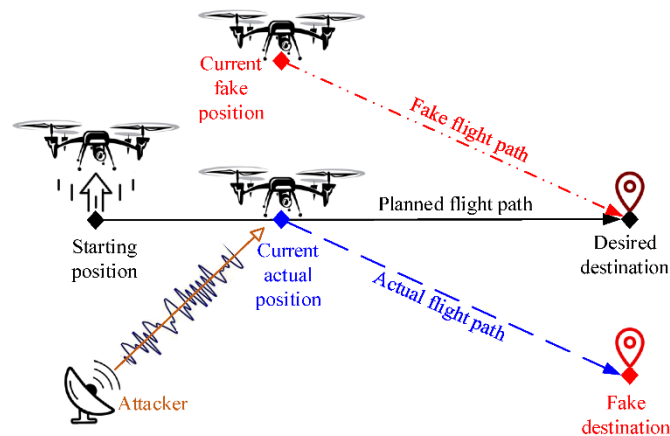 Current
fake
position
Fake flight path
Planned flight path
Starting
position
Current
actual
position
Desired
destination
Actual flight path
Attacker
Fake
destination